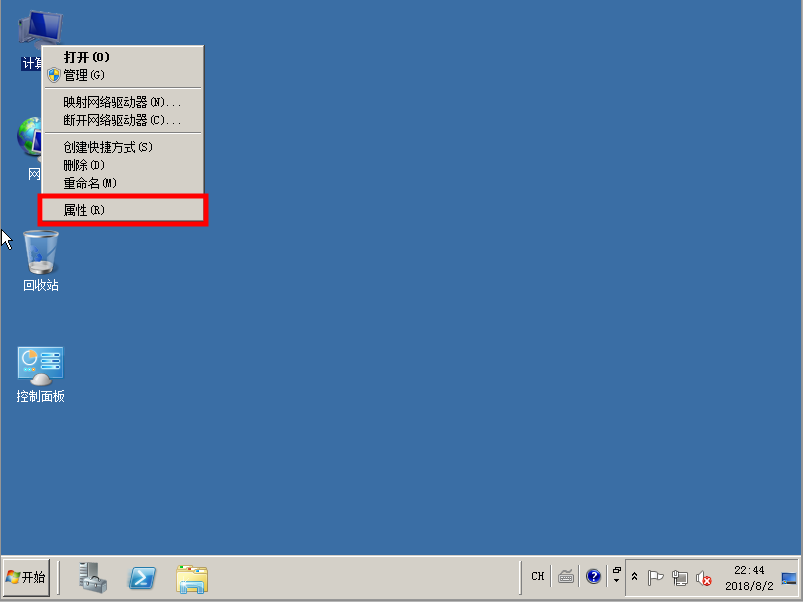 计算
打开(O)
管理(G)
映射网络驱动器(N)...
断开网络驱动器(C)...
创建快捷方式(S)
删除(D)
重命名(M)
属性(R)
网
回收站
控制面板
开始
CH
22:44
2018/8/2